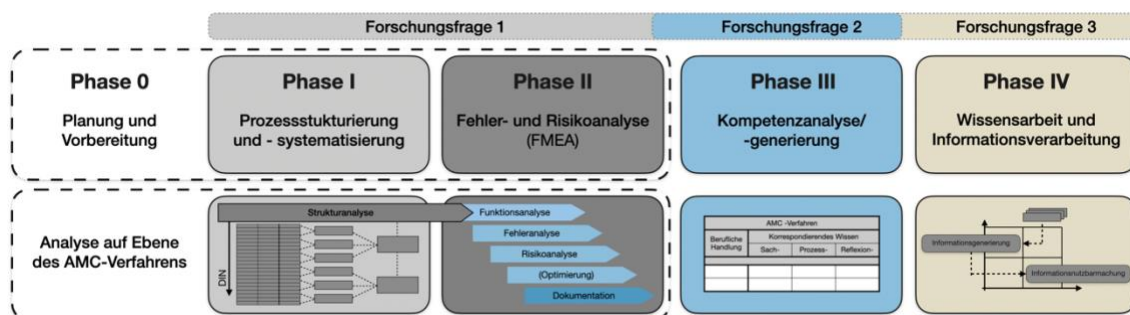 Forschungsfrage 1
Forschungsfrage 2
Forschungsfrage 3
Phase 0
Planung und
Vorbereitung
Phase I
Prozessstukturierung
und - systematisierung
Phase II
Fehler- und Risikoanalyse
(FMEA)
Phase III
Kompetenzanalyse/
-generierung
Phase IV
Wissensarbeit und
Informationsverarbeitung
Analyse auf Ebene
des AMC-Verfahrens
Strukturanalyse
DIN
Funktionsanalyse
Fehleranalyse
Risikoanalyse
(Optimierung)
Dokumentation
AMC -Verfahren
Berufliche
Handlung
Korrespondierendes Wissen
Sach-
Prozess-
Reflexion-
Informationsgenerierung
Informationsnutzbarmachung